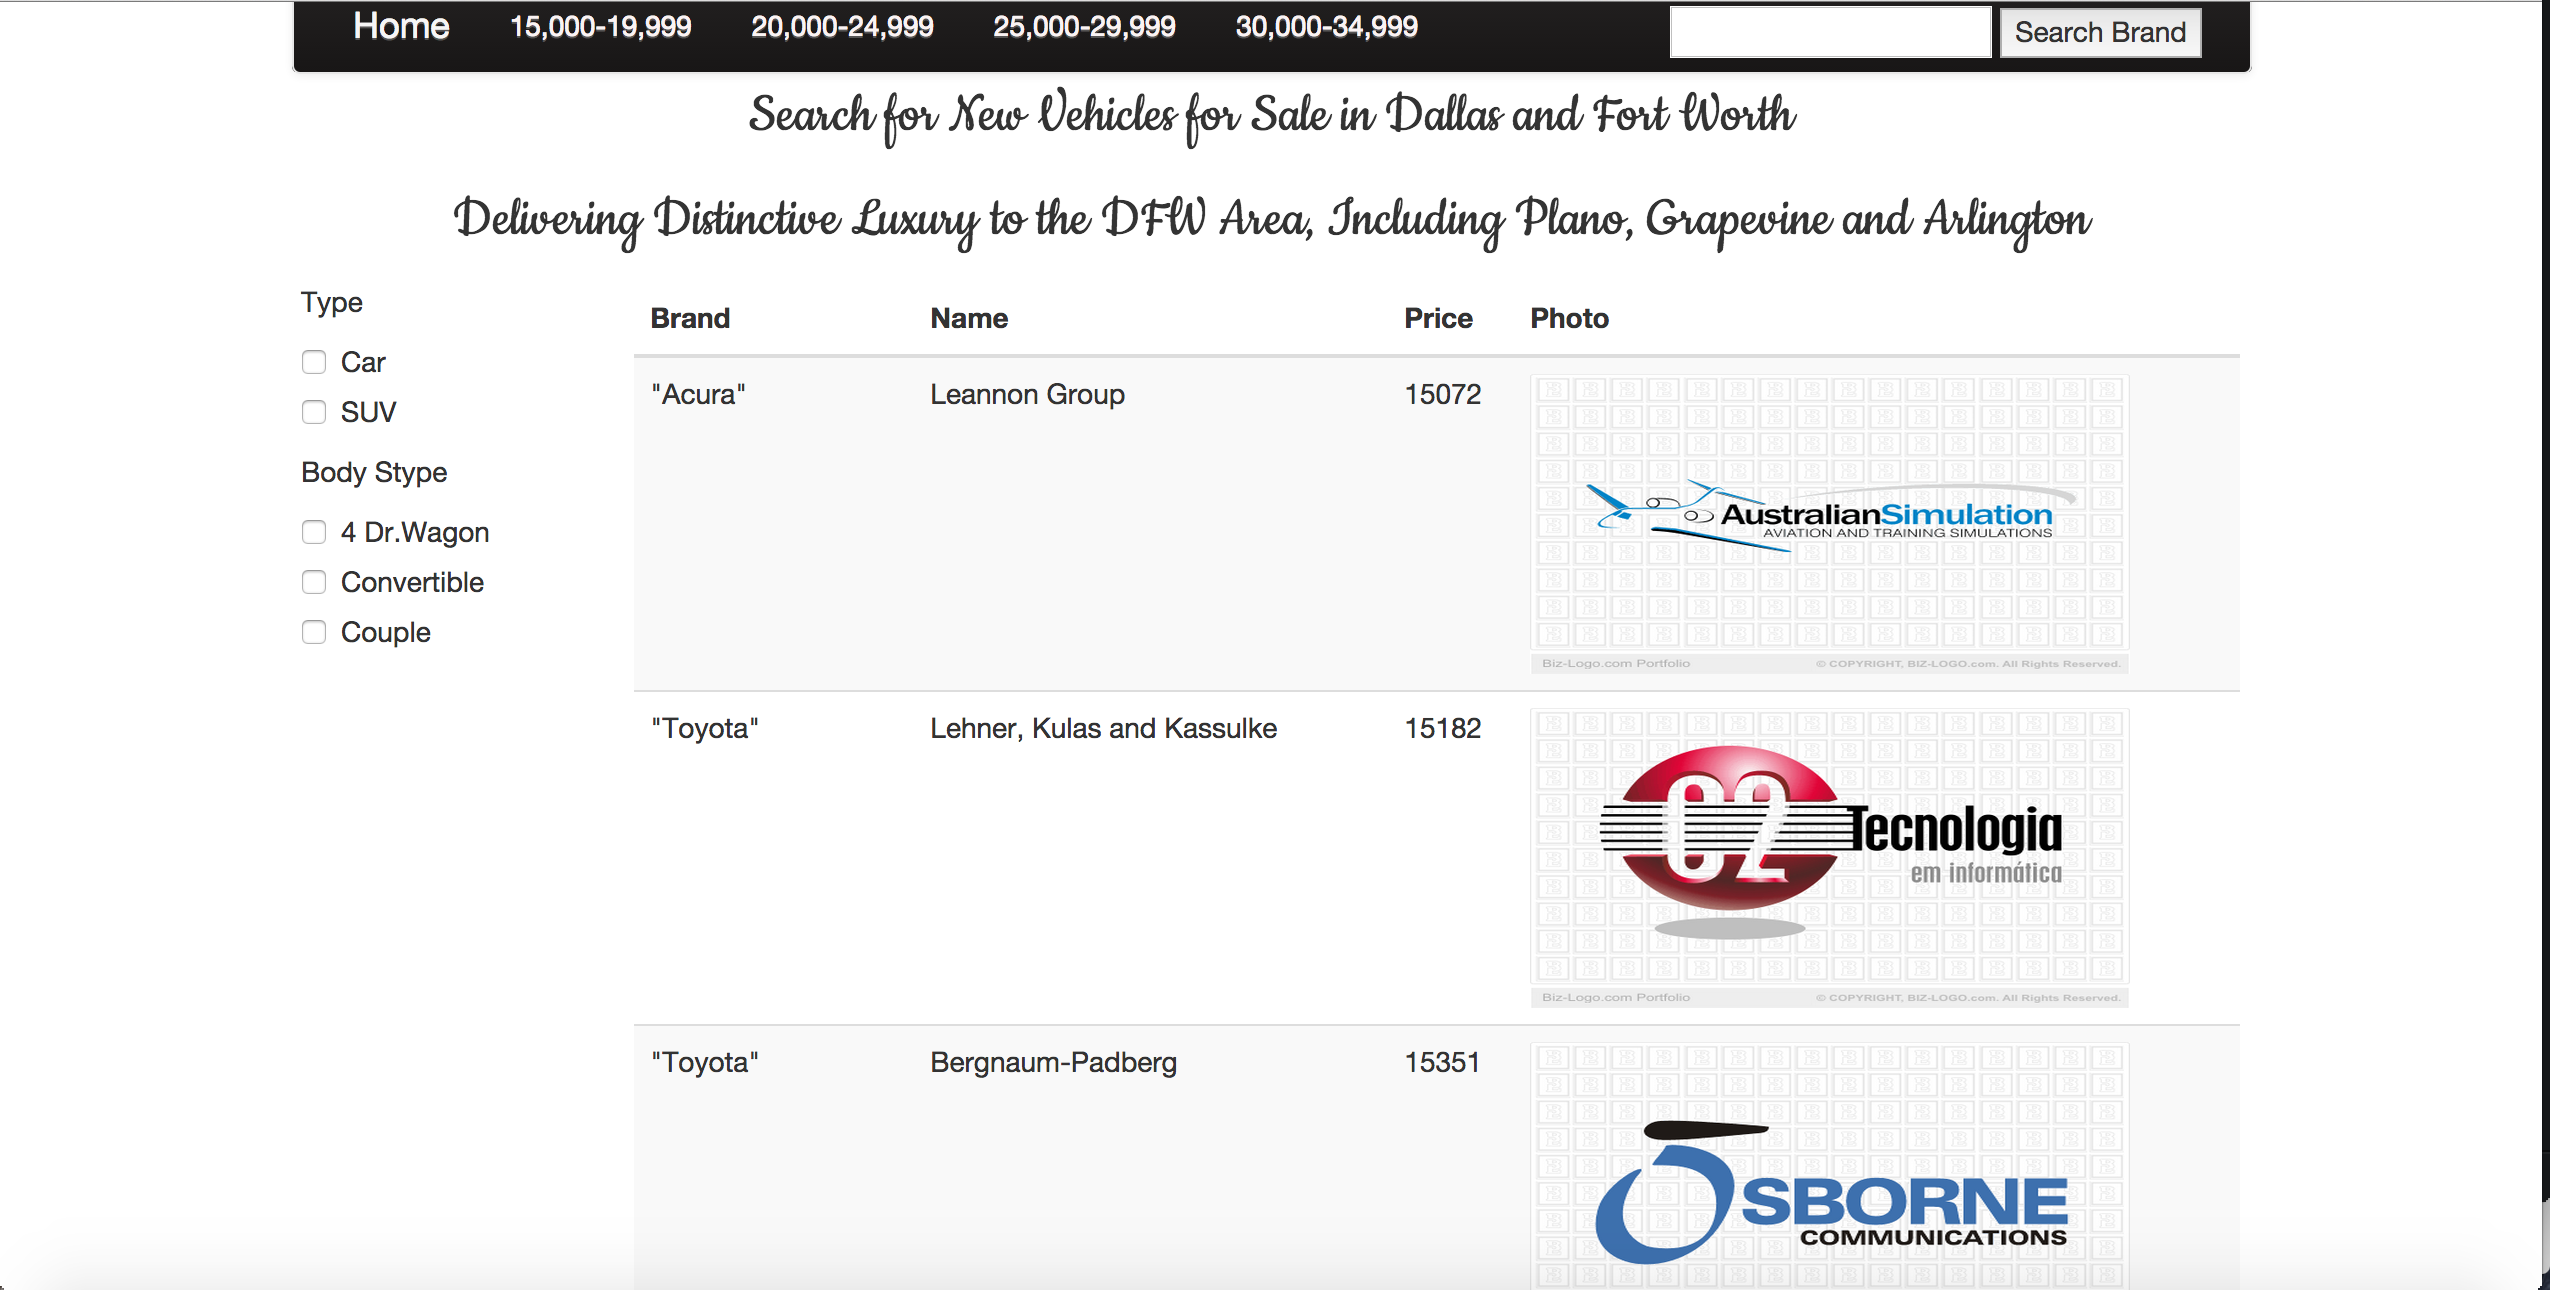 Home 15,000-19,999 20,000-24,999 25,000-29,999 30,000-34,999 Search Brand
Search for New Vehicles for Sale in Dallas and Fort Worth
Delivering Distinctive Luxury to the DFW Area, Including Plano, Grapevine and Arlington
Type
Car
SUV
Body Stype
4 Dr.Wagon
Convertible
Couple
Brand Name Price Photo
"Acura" Leannon Group 15072
AustralianSimulation
AVIATION AND TRAINING SIMULATIONS
Biz-Logo.com Portfolio © COPYRIGHT, BIZ-LOGO.com. All Rights Reserved.
"Toyota" Lehner, Kulas and Kassulke 15182
C2 Tecnologia
em informática
Biz-Logo.com Portfolio © COPYRIGHT, BIZ-LOGO.com. All Rights Reserved.
"Toyota" Bergnaum-Padberg 15351
OSBORNE
COMMUNICATIONS